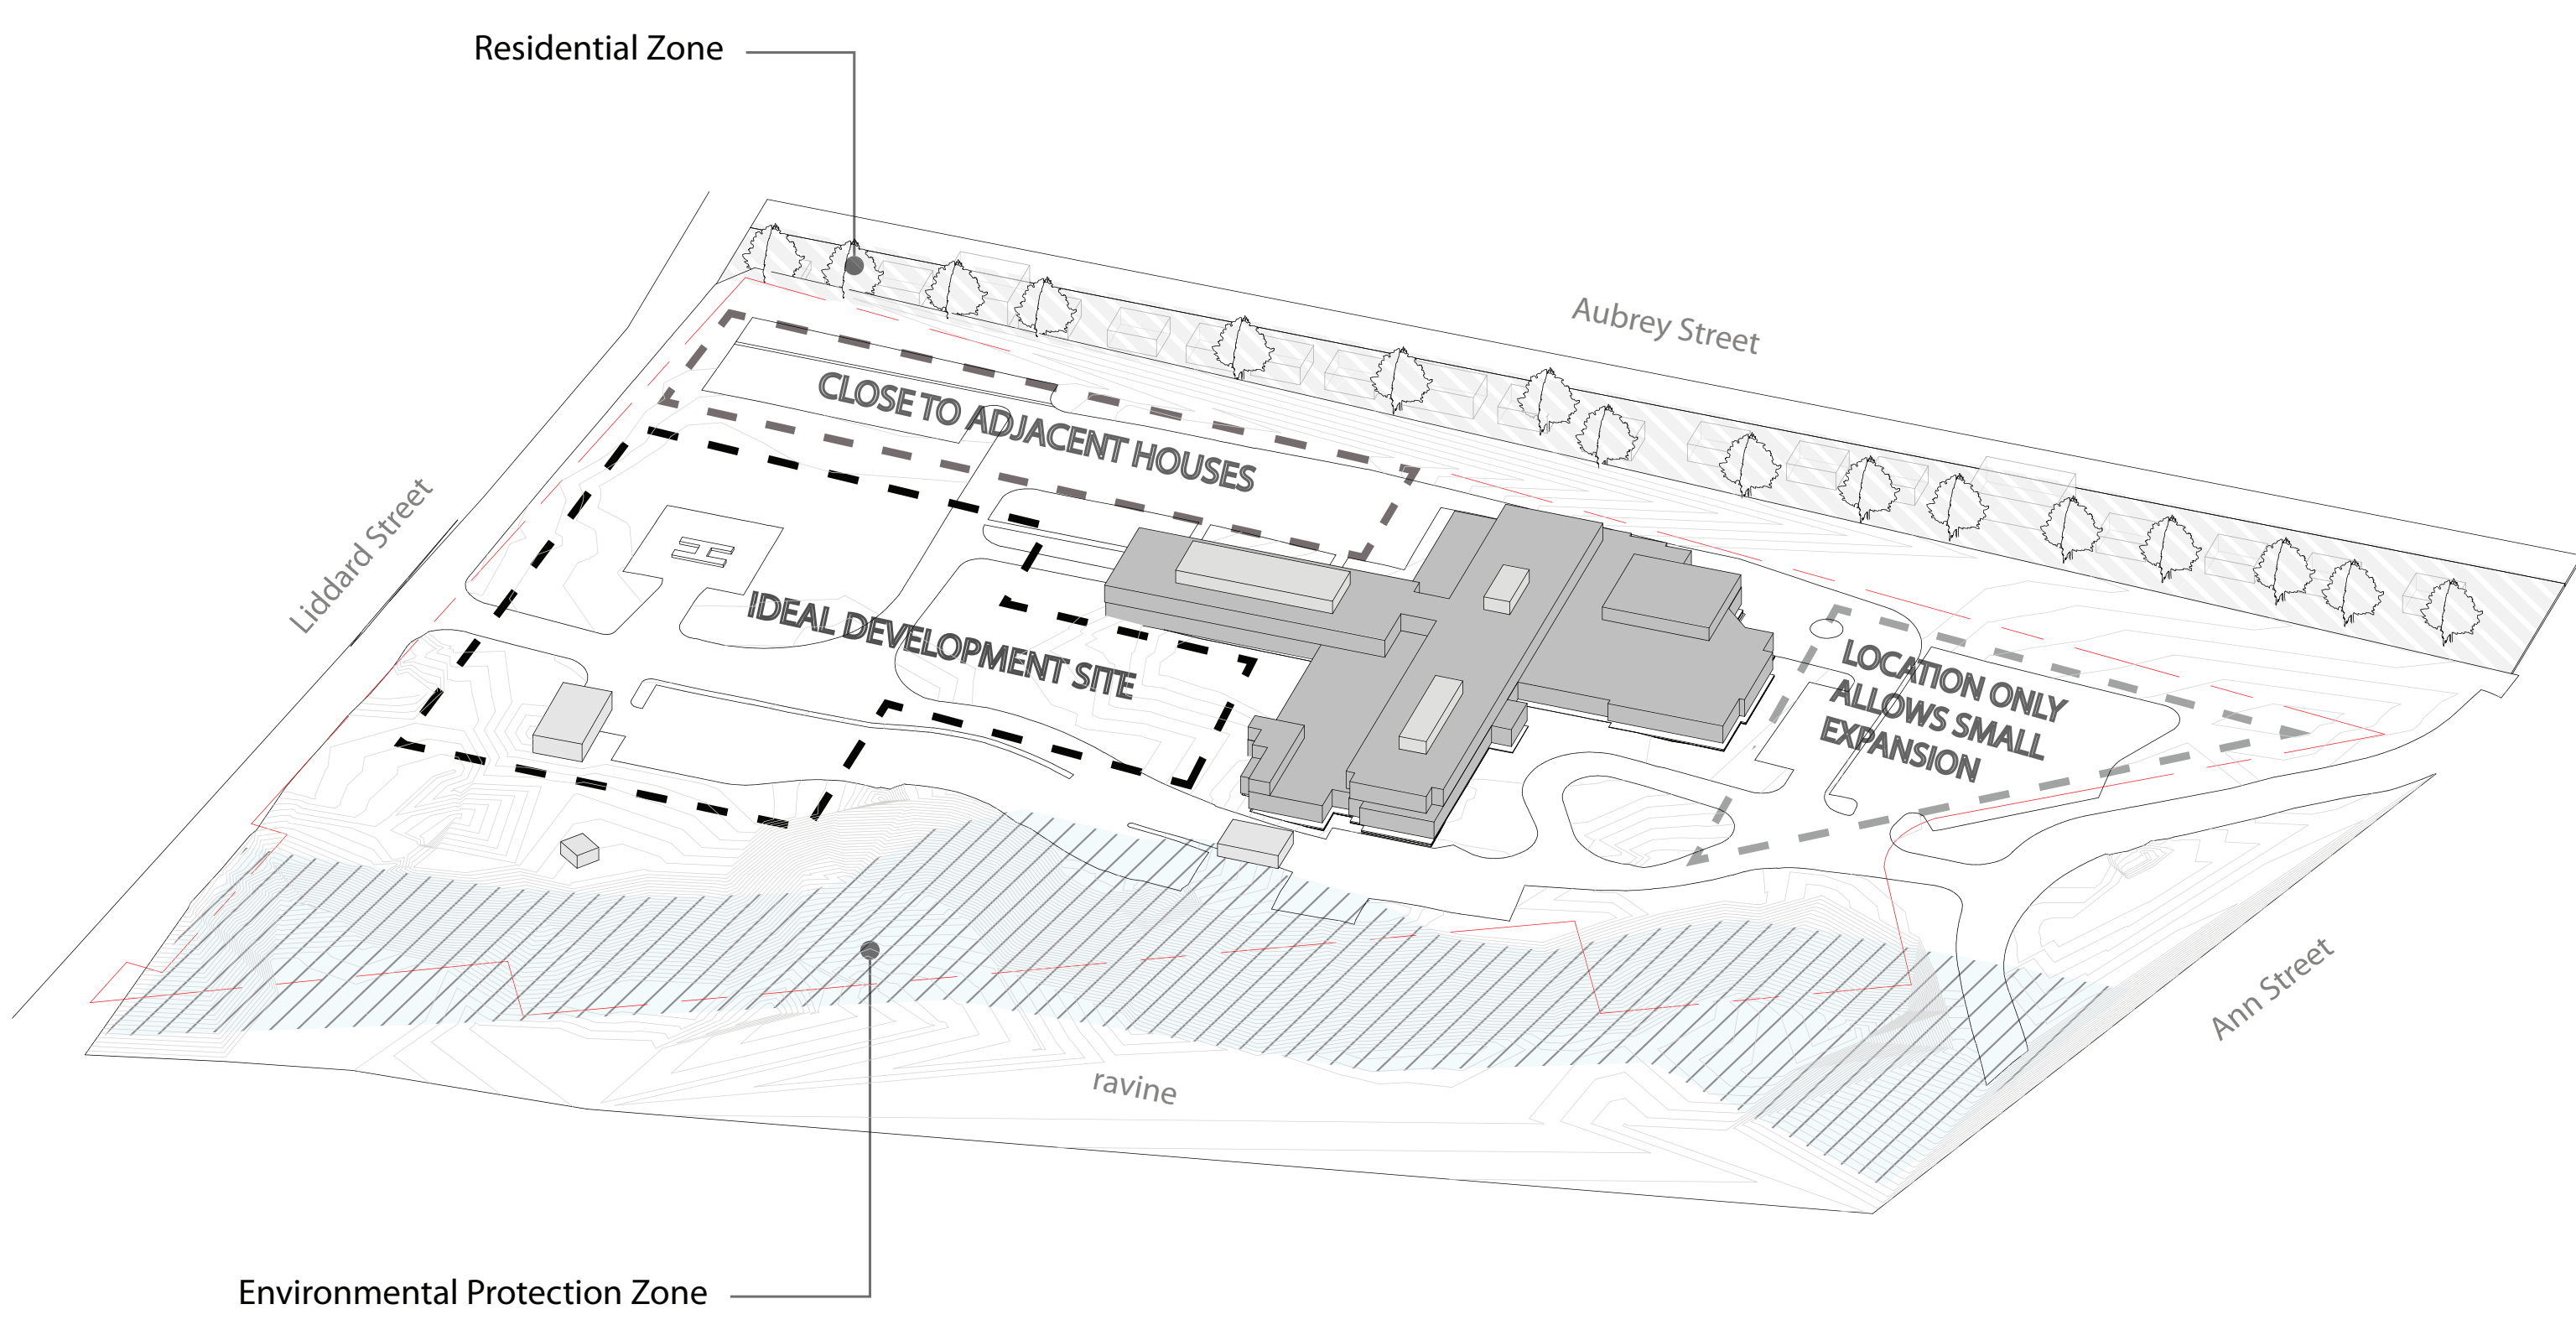 Residential Zone
Aubrey Street
CLOSE TO ADJACENT HOUSES
Liddard Street
H
IDEAL DEVELOPMENT SITE
LOCATION ONLY
ALLOWS SMALL
EXPANSION
Ann Street
ravine
Environmental Protection Zone